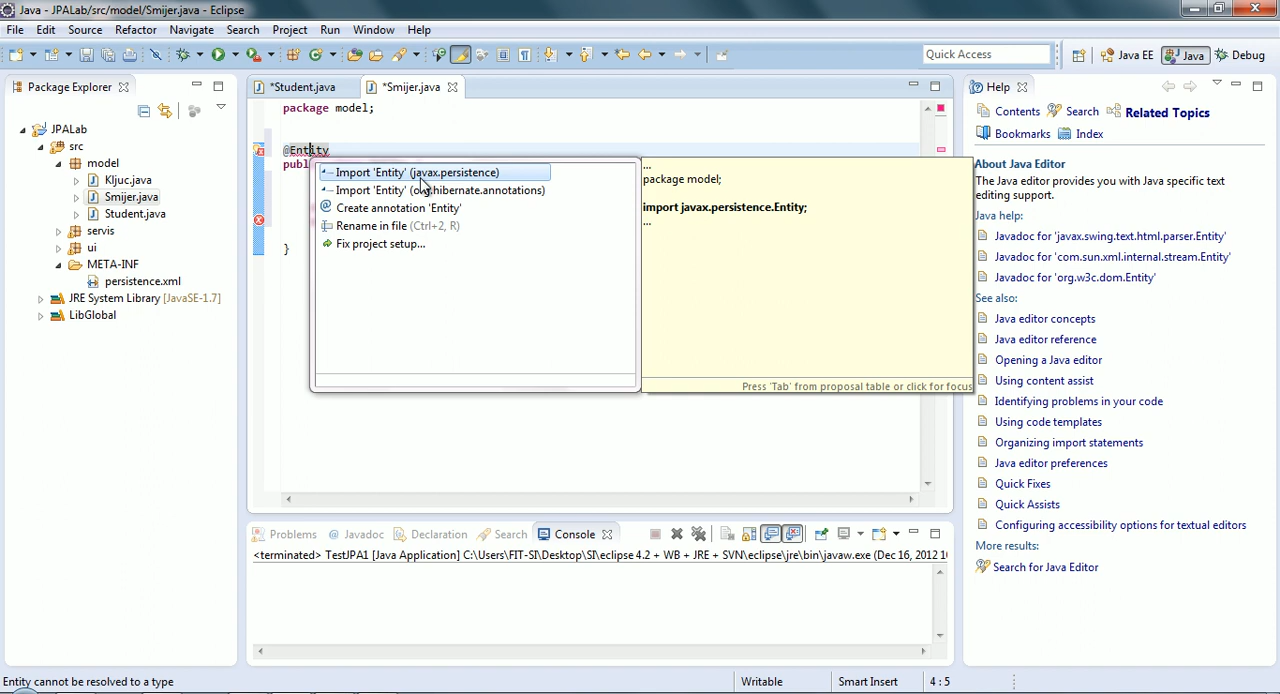 Java - JPALab/src/model/Smijer.java - Eclipse
File Edit Source Refactor Navigate Search Project Run Window Help
Quick Access Java EE Java Debug
Package Explorer
JPALab
src
model
Kljuc.java
Smijer.java
Student.java
servis
ui
META-INF
persistence.xml
JRE System Library [JavaSE-1.7]
LibGlobal
*Student.java *Smijer.java
package model;
@Entity
publ
}
Import 'Entity' (javax.persistence)
Import 'Entity' (org.hibernate.annotations)
Create annotation 'Entity'
Rename in file (Ctrl+2, R)
Fix project setup...
...
package model;
import javax.persistence.Entity;
...
Press 'Tab' from proposal table or click for focus
Help
Contents Search Related Topics
Bookmarks Index
About Java Editor
The Java editor provides you with Java specific text
editing support.
Java help:
Javadoc for 'javax.swing.text.html.parser.Entity'
Javadoc for 'com.sun.xml.internal.stream.Entity'
Javadoc for 'org.w3c.dom.Entity'
See also:
Java editor concepts
Java editor reference
Opening a Java editor
Using content assist
Identifying problems in your code
Using code templates
Organizing import statements
Java editor preferences
Quick Fixes
Quick Assists
Configuring accessibility options for textual editors
More results:
Search for Java Editor
Problems @ Javadoc Declaration Search Console
<terminated> TestJPA1 [Java Application] C:\Users\FIT-SI\Desktop\SI\eclipse 4.2 + WB + JRE + SVN\eclipse\jre\bin\javaw.exe (Dec 16, 2012 1
Entity cannot be resolved to a type Writable Smart Insert 4 : 5